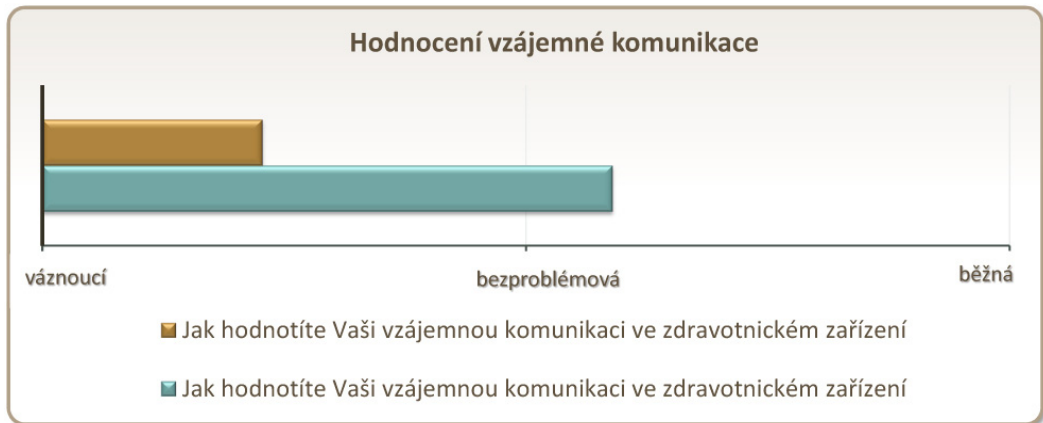 Hodnocení vzájemné komunikace
váznoucí bezproblémová běžná
Jak hodnotíte Vaši vzájemnou komunikaci ve zdravotnickém zařízení
Jak hodnotíte Vaši vzájemnou komunikaci ve zdravotnickém zařízení